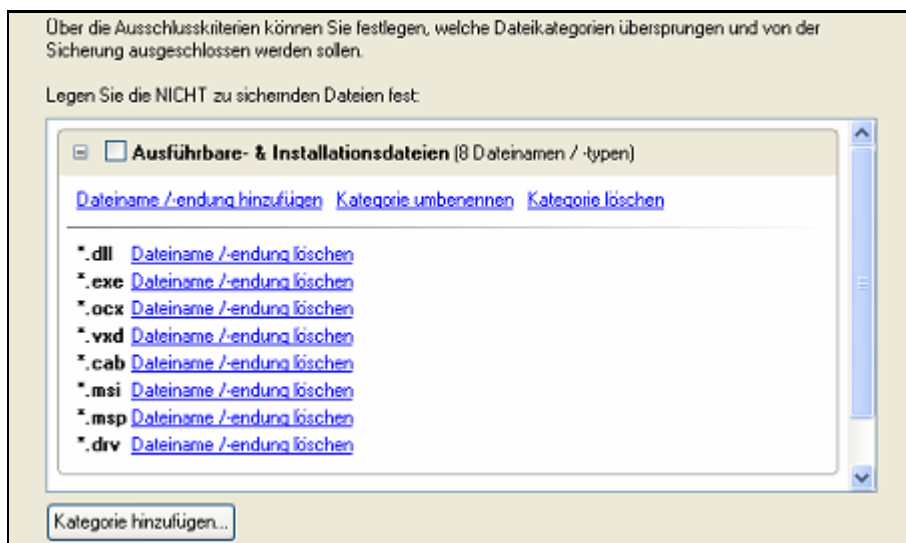 Über die Ausschlusskriterien können Sie festlegen, welche Dateikategorien übersprungen und von der
Sicherung ausgeschlossen werden sollen.
Legen Sie die NICHT zu sichernden Dateien fest:
Ausführbare- & Installationsdateien (8 Dateinamen / -typen)
Dateiname /-endung hinzufügen Kategorie umbenennen Kategorie löschen
*.dll Dateiname /-endung löschen
*.exe Dateiname /-endung löschen
*.ocx Dateiname /-endung löschen
*.vxd Dateiname /-endung löschen
*.cab Dateiname /-endung löschen
*.msi Dateiname /-endung löschen
*.msp Dateiname /-endung löschen
*.drv Dateiname /-endung löschen
Kategorie hinzufügen...